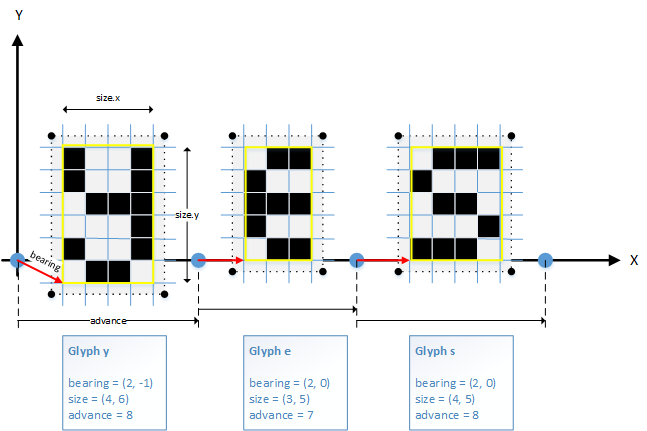 Y
size.x
size.y
bearing
X
advance
Glyph y
bearing = (2, -1)
size = (4, 6)
advance = 8
Glyph e
bearing = (2, 0)
size = (3, 5)
advance = 7
Glyph s
bearing = (2, 0)
size = (4, 5)
advance = 8